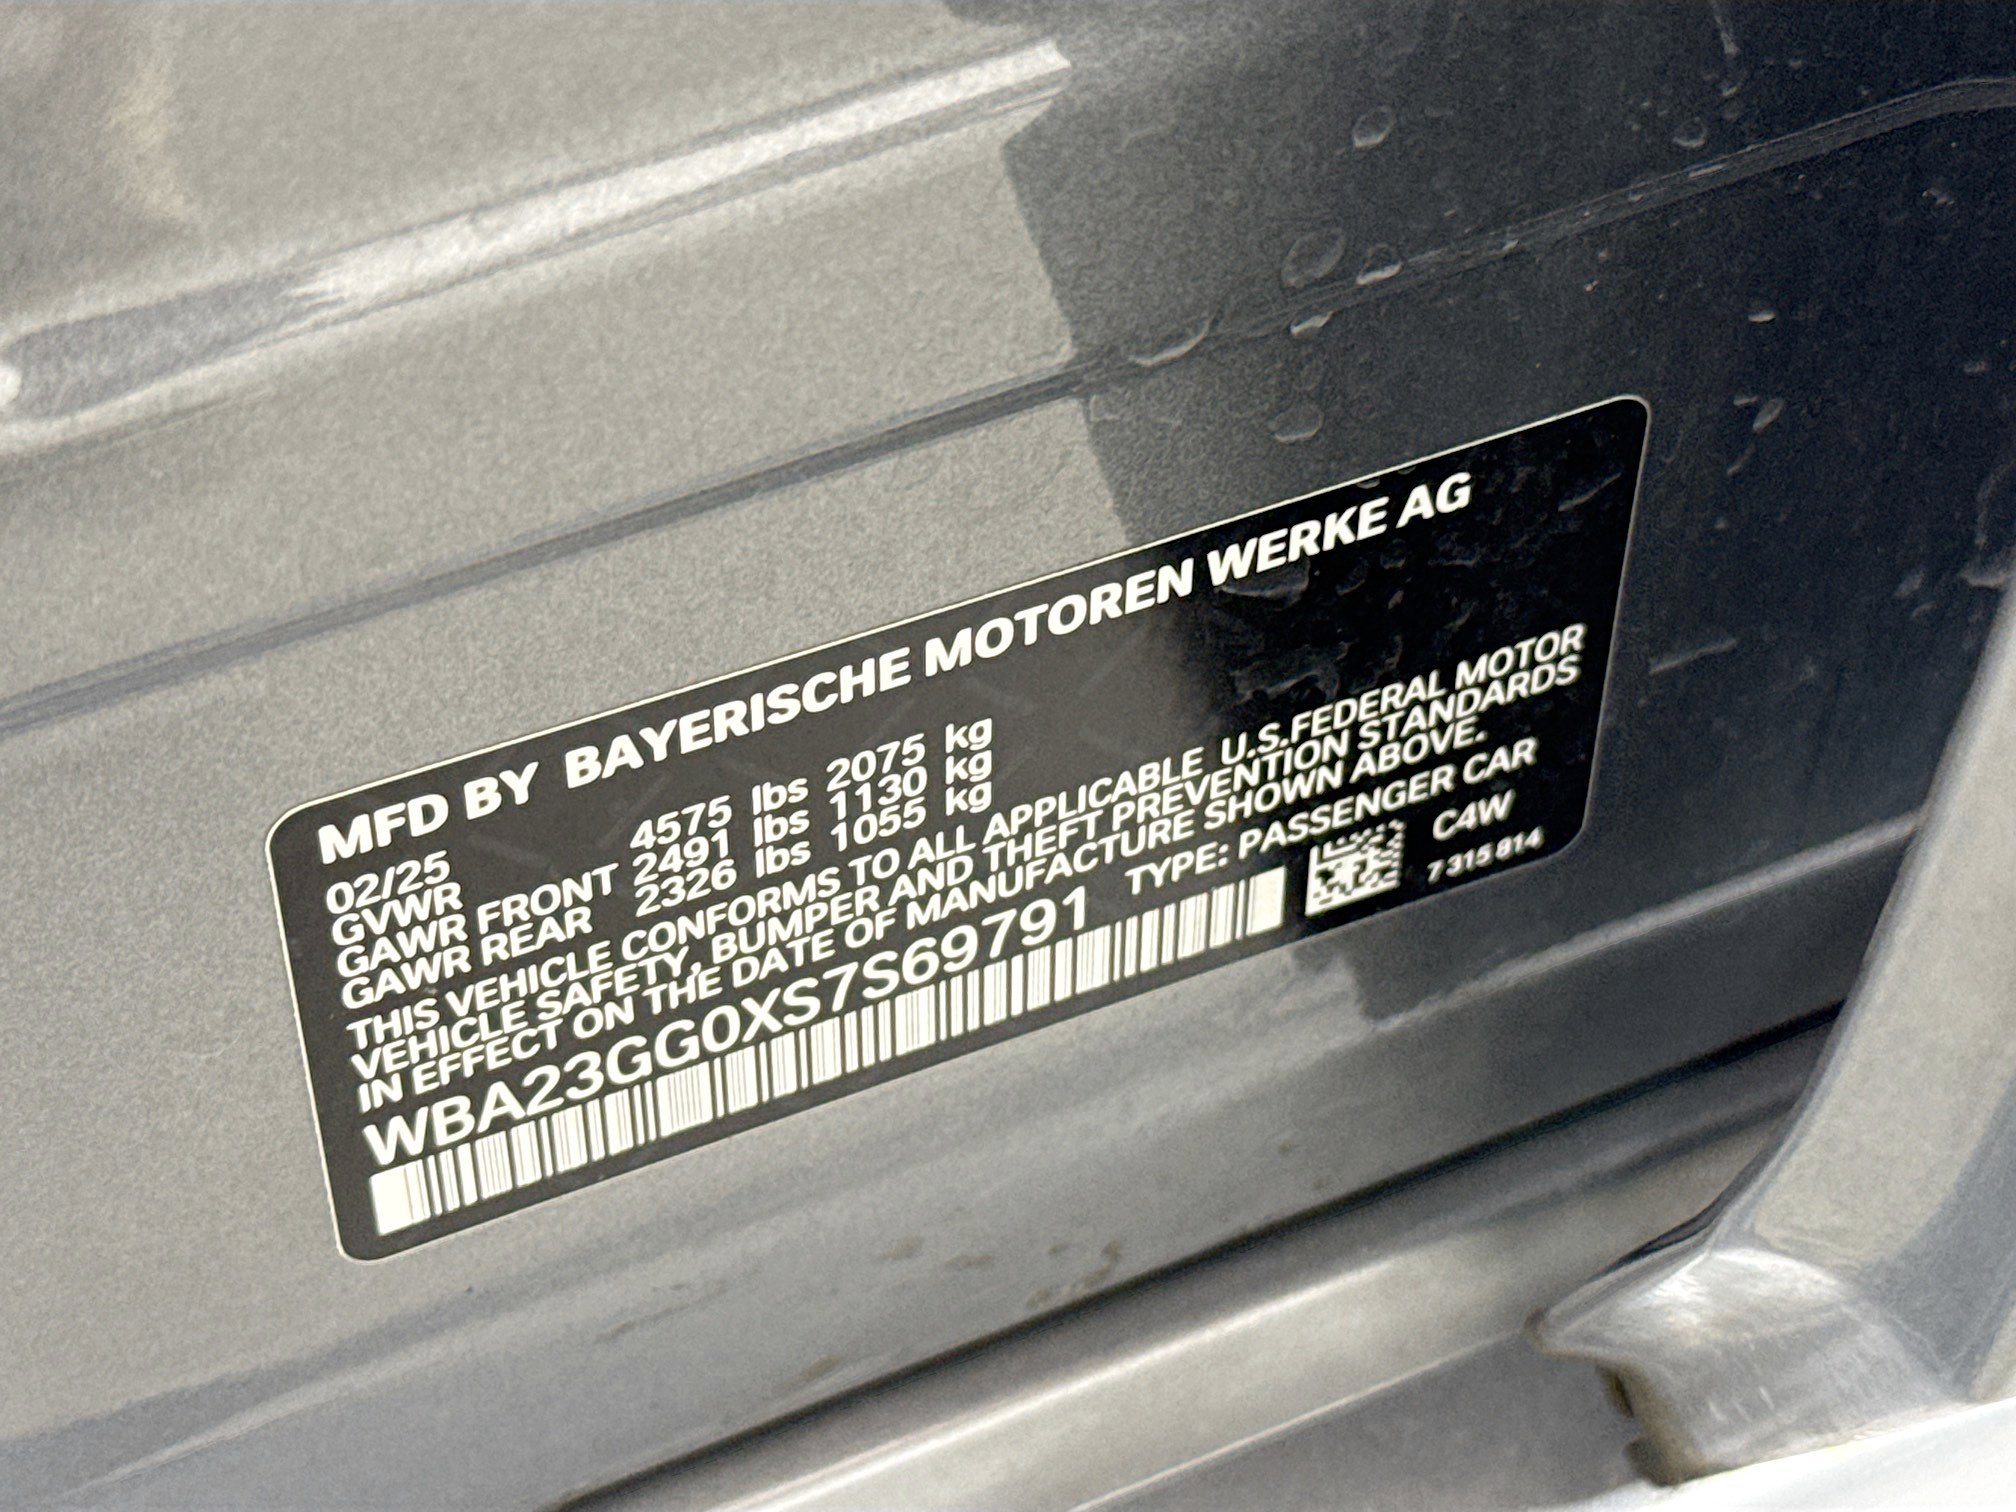 MFD BY BAYERISCHE MOTOREN WERKE AG
02/25
GVWR 4575 lbs 2075 kg
GAWR FRONT 2491 lbs 1130 kg
GAWR REAR 2326 lbs 1055 kg
THIS VEHICLE CONFORMS TO ALL APPLICABLE U.S.FEDERAL MOTOR
VEHICLE SAFETY, BUMPER AND THEFT PREVENTION STANDARDS
IN EFFECT ON THE DATE OF MANUFACTURE SHOWN ABOVE.
WBA23GG0XS7S69791 TYPE: PASSENGER CAR
C4W
7 315 814